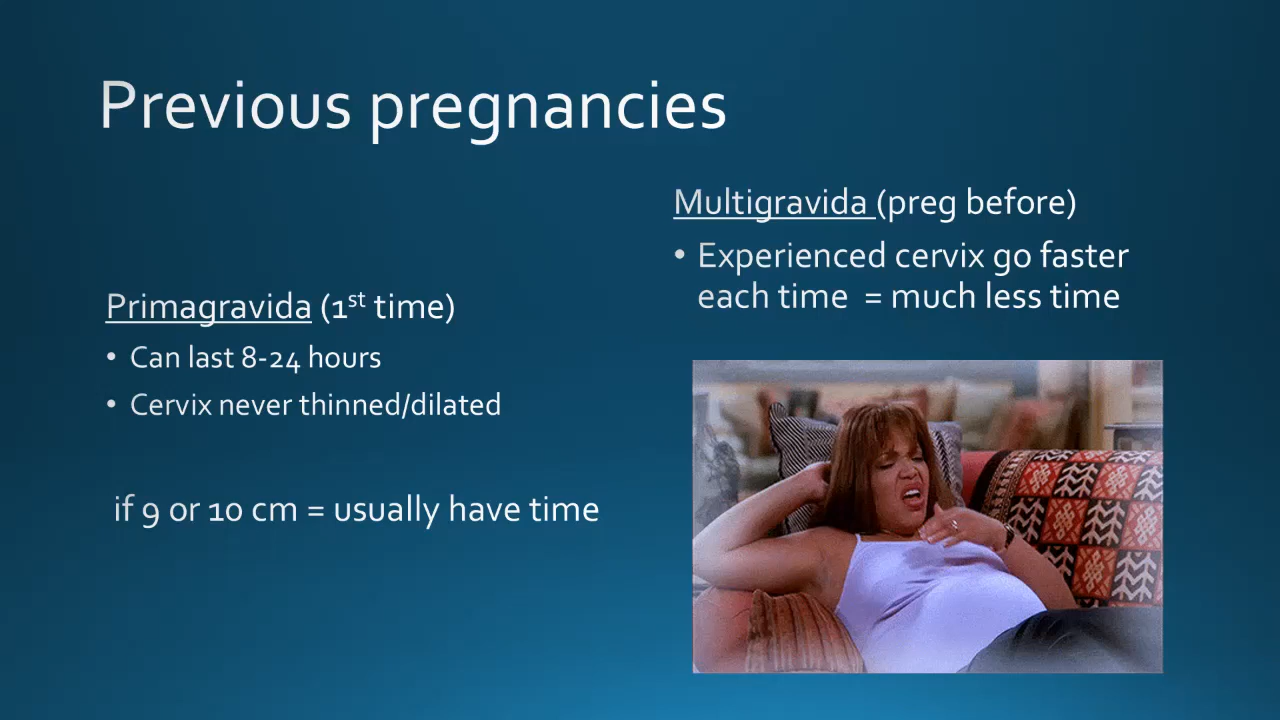 Previous pregnancies
Primagravida (1st time)
• Can last 8-24 hours
• Cervix never thinned/dilated
if 9 or 10 cm = usually have time
Multigravida (preg before)
• Experienced cervix go faster
each time = much less time